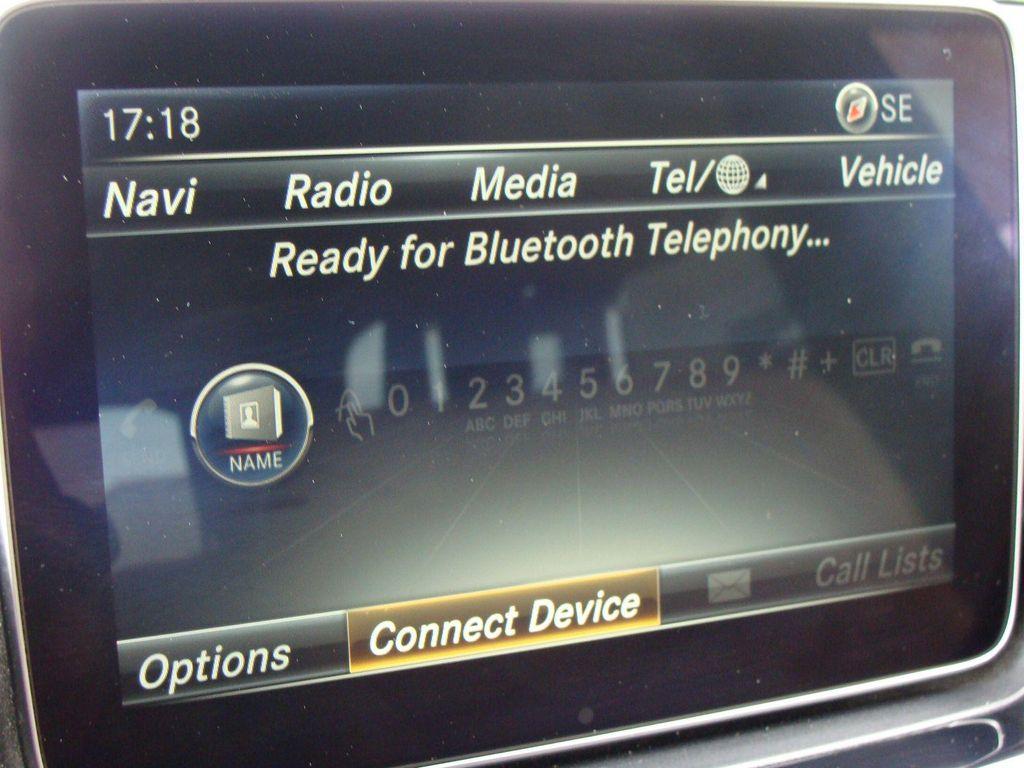 17:18 SE
Navi Radio Media Tel/ Vehicle
Ready for Bluetooth Telephony...
0 1 2 3 4 5 6 7 8 9 * # + CLR
ABC DEF GHI JKL MNO PQRS TUV WXYZ END
NAME
Options Connect Device Call Lists